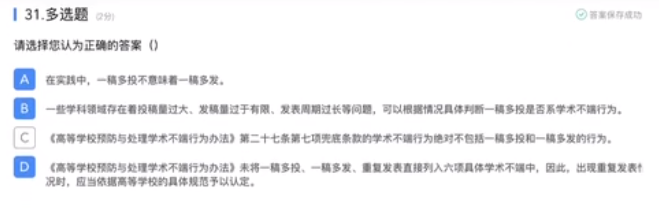 31.多选题 (2分) 答案保存成功
请选择您认为正确的答案（）
A 在实践中，一稿多投不意味着一稿多发。
B 一些学科领域存在着投稿量过大、发稿量过于有限、发表周期过长等问题，可以根据情况具体判断一稿多投是否系学术不端行为。
C 《高等学校预防与处理学术不端行为办法》第二十七条第七项兜底条款的学术不端行为绝对不包括一稿多投和一稿多发的行为。
D 《高等学校预防与处理学术不端行为办法》未将一稿多投、一稿多发、重复发表直接列入六项具体学术不端中，因此，出现重复发表情
况时，应当依据高等学校的具体规范予以认定。